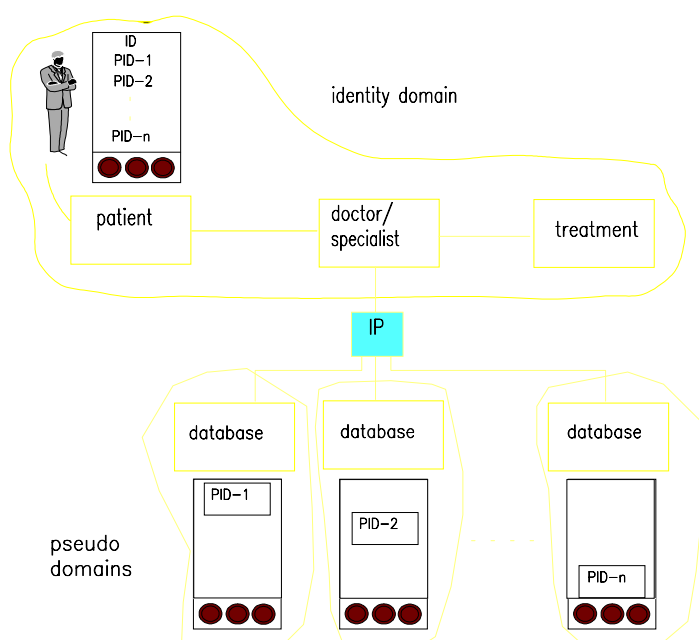 ID
PID-1
PID-2
PID-n
identity domain
patient
doctor/
specialist
treatment
IP
database
database
database
PID-1
PID-2
PID-n
pseudo
domains